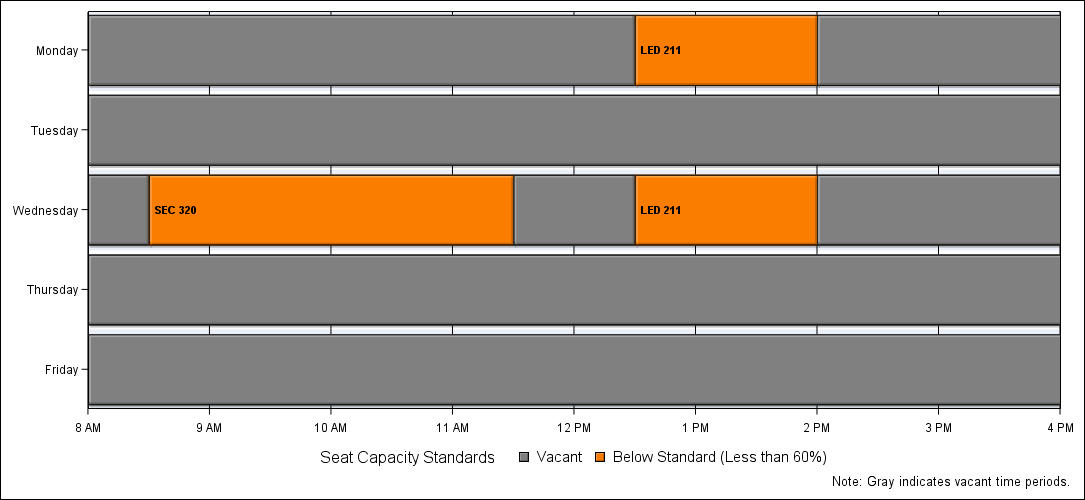 Monday
LED 211
Tuesday
Wednesday
SEC 320
LED 211
Thursday
Friday
8 AM 9 AM 10 AM 11 AM 12 PM 1 PM 2 PM 3 PM 4 PM
Seat Capacity Standards Vacant Below Standard (Less than 60%)
Note: Gray indicates vacant time periods.